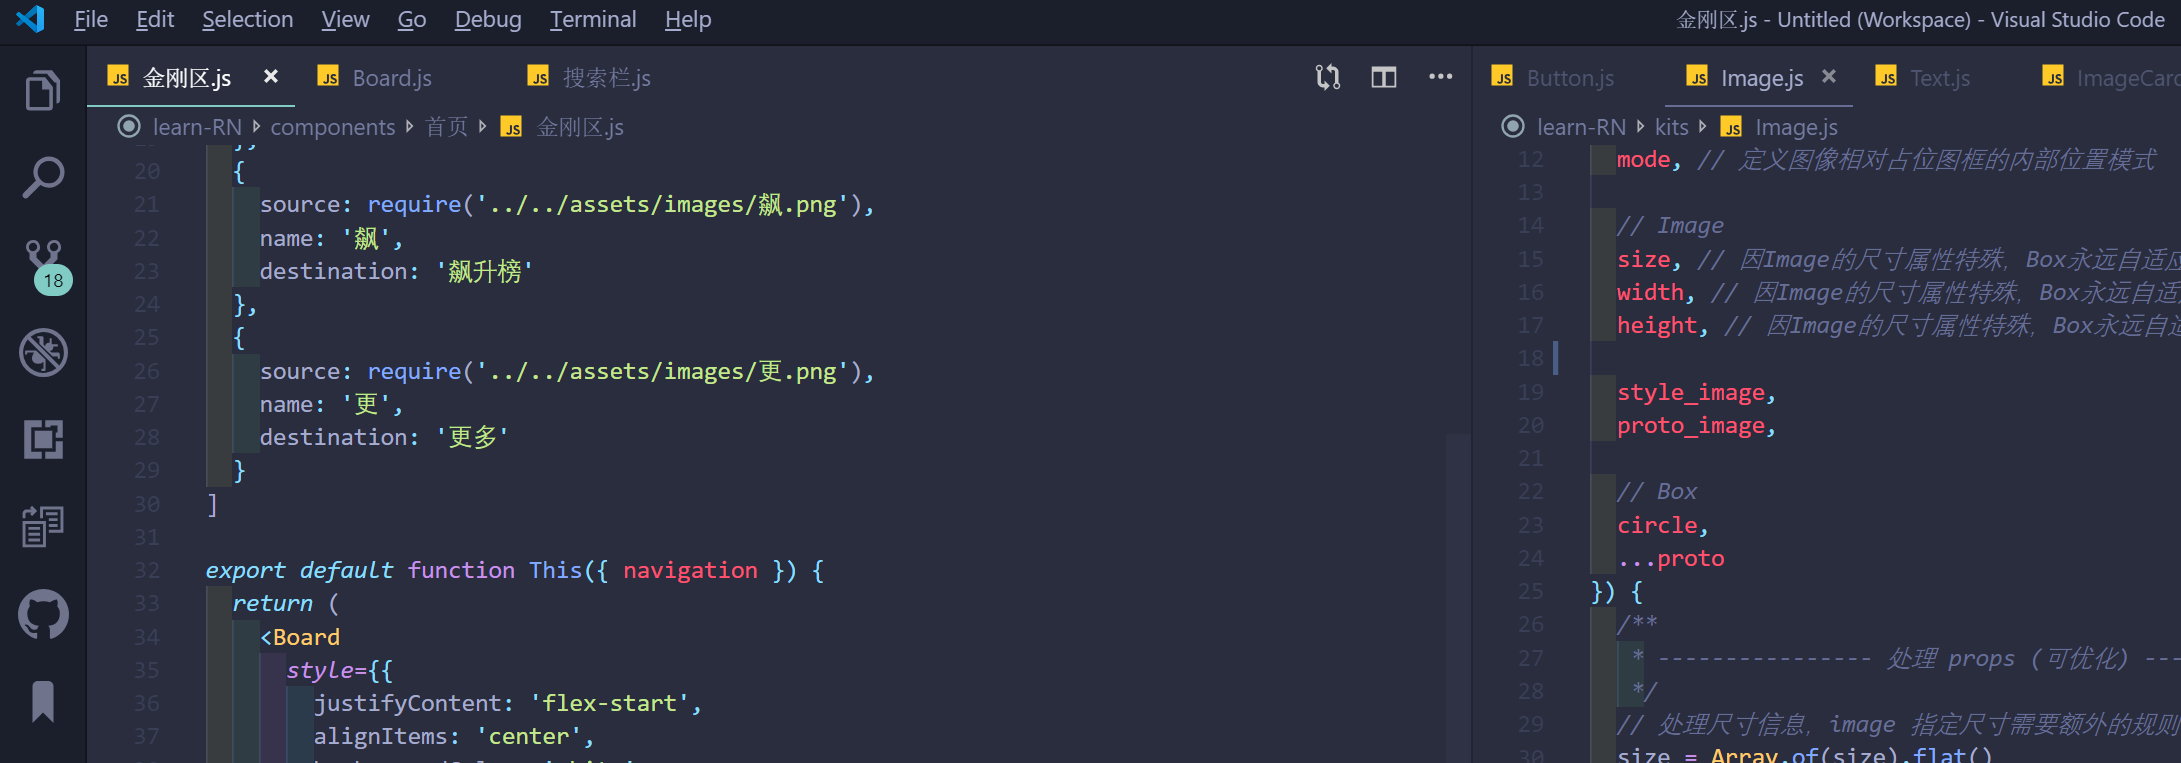 File Edit Selection View Go Debug Terminal Help
金刚区.js - Untitled (Workspace) - Visual Studio Code
JS 金刚区.js × JS Board.js JS 搜索栏.js
learn-RN components 首页 JS 金刚区.js
20 {
21 source: require('../../assets/images/飙.png'),
22 name: '飙',
23 destination: '飙升榜'
24 },
25 {
26 source: require('../../assets/images/更.png'),
27 name: '更',
28 destination: '更多'
29 }
30 ]
31
32 export default function This({ navigation }) {
33 return (
34 <Board
35 style={{
36 justifyContent: 'flex-start',
37 alignItems: 'center',
18
JS Button.js JS Image.js × JS Text.js JS ImageCard
learn-RN kits JS Image.js
12 mode, // 定义图像相对占位图框的内部位置模式
13
14 // Image
15 size, // 因Image的尺寸属性特殊, Box永远自适应
16 width, // 因Image的尺寸属性特殊, Box永远自适
17 height, // 因Image的尺寸属性特殊, Box永远自适
18
19 style_image,
20 proto_image,
21
22 // Box
23 circle,
24 ...proto
25 }) {
26 /**
27 * ---------------- 处理 props (可优化) ---
28 */
29 // 处理尺寸信息, image 指定尺寸需要额外的规则
30 size = Array.of(size).flat()